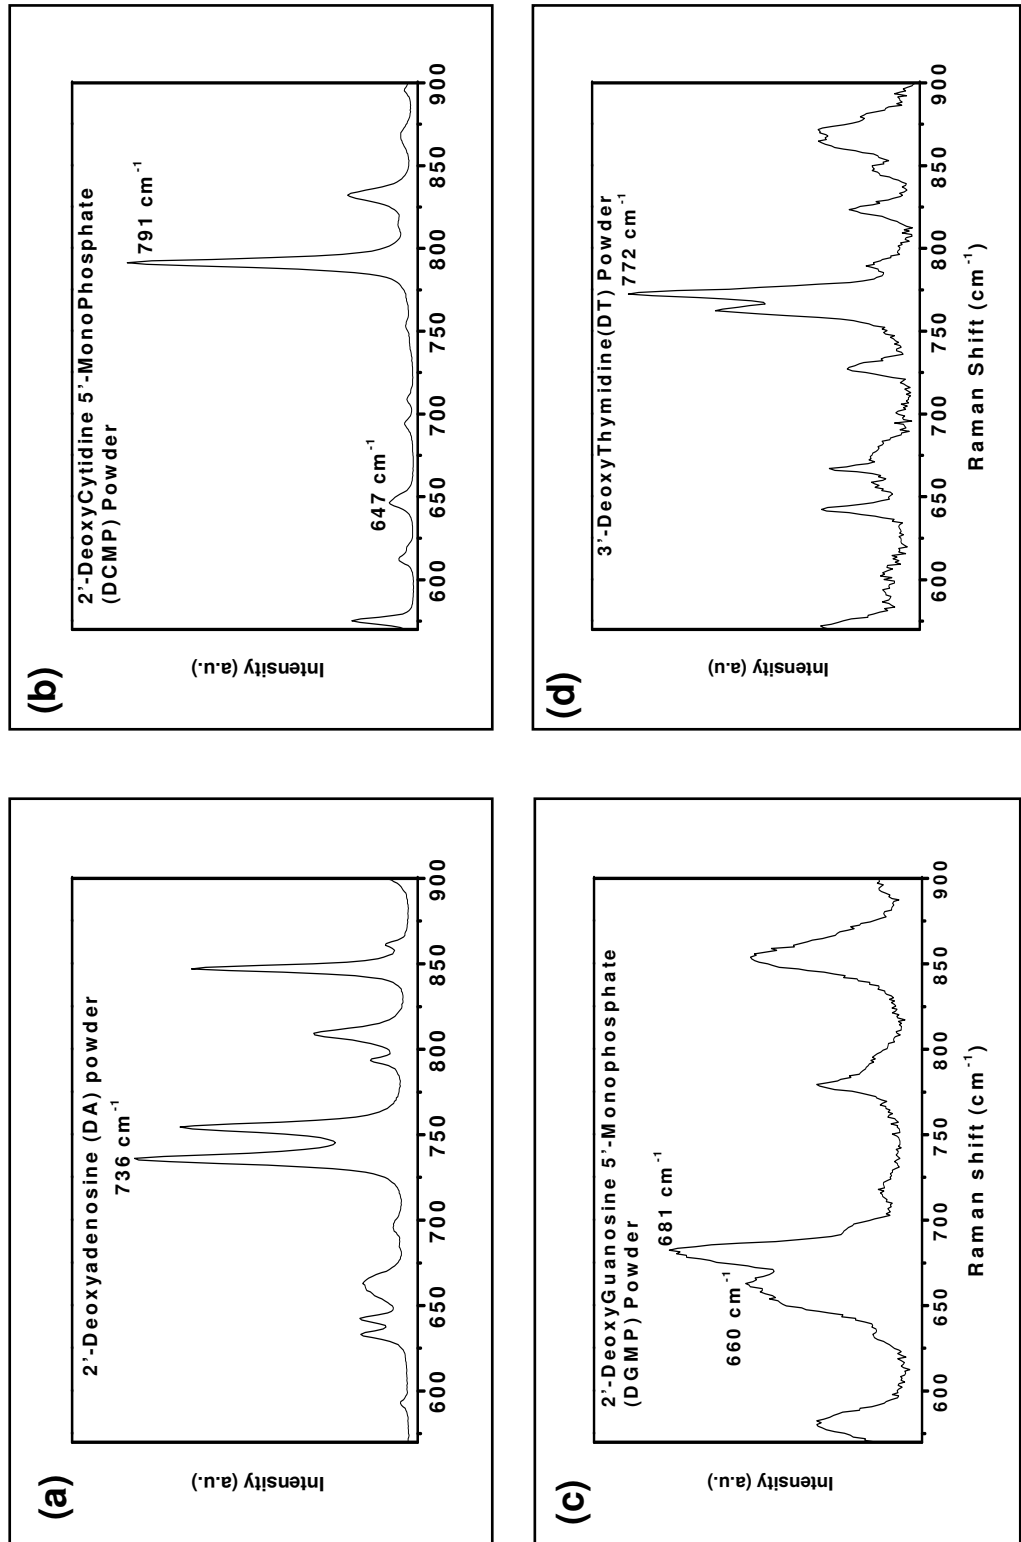 (a)
2'-Deoxyadenosine (DA) powder
736 cm-1
Intensity (a.u.)
600 650 700 750 800 850 900
(b)
2'-DeoxyCytidine 5'-MonoPhosphate
(DCMP) Powder
791 cm-1
647 cm-1
Intensity (a.u.)
600 650 700 750 800 850 900
(c)
2'-DeoxyGuanosine 5'-Monophosphate
(DGMP) Powder
681 cm-1
660 cm-1
Intensity (a.u.)
600 650 700 750 800 850 900
Raman shift (cm-1)
(d)
3'-DeoxyThymidine(DT) Powder
772 cm-1
Intensity (a.u)
600 650 700 750 800 850 900
Raman Shift (cm-1)